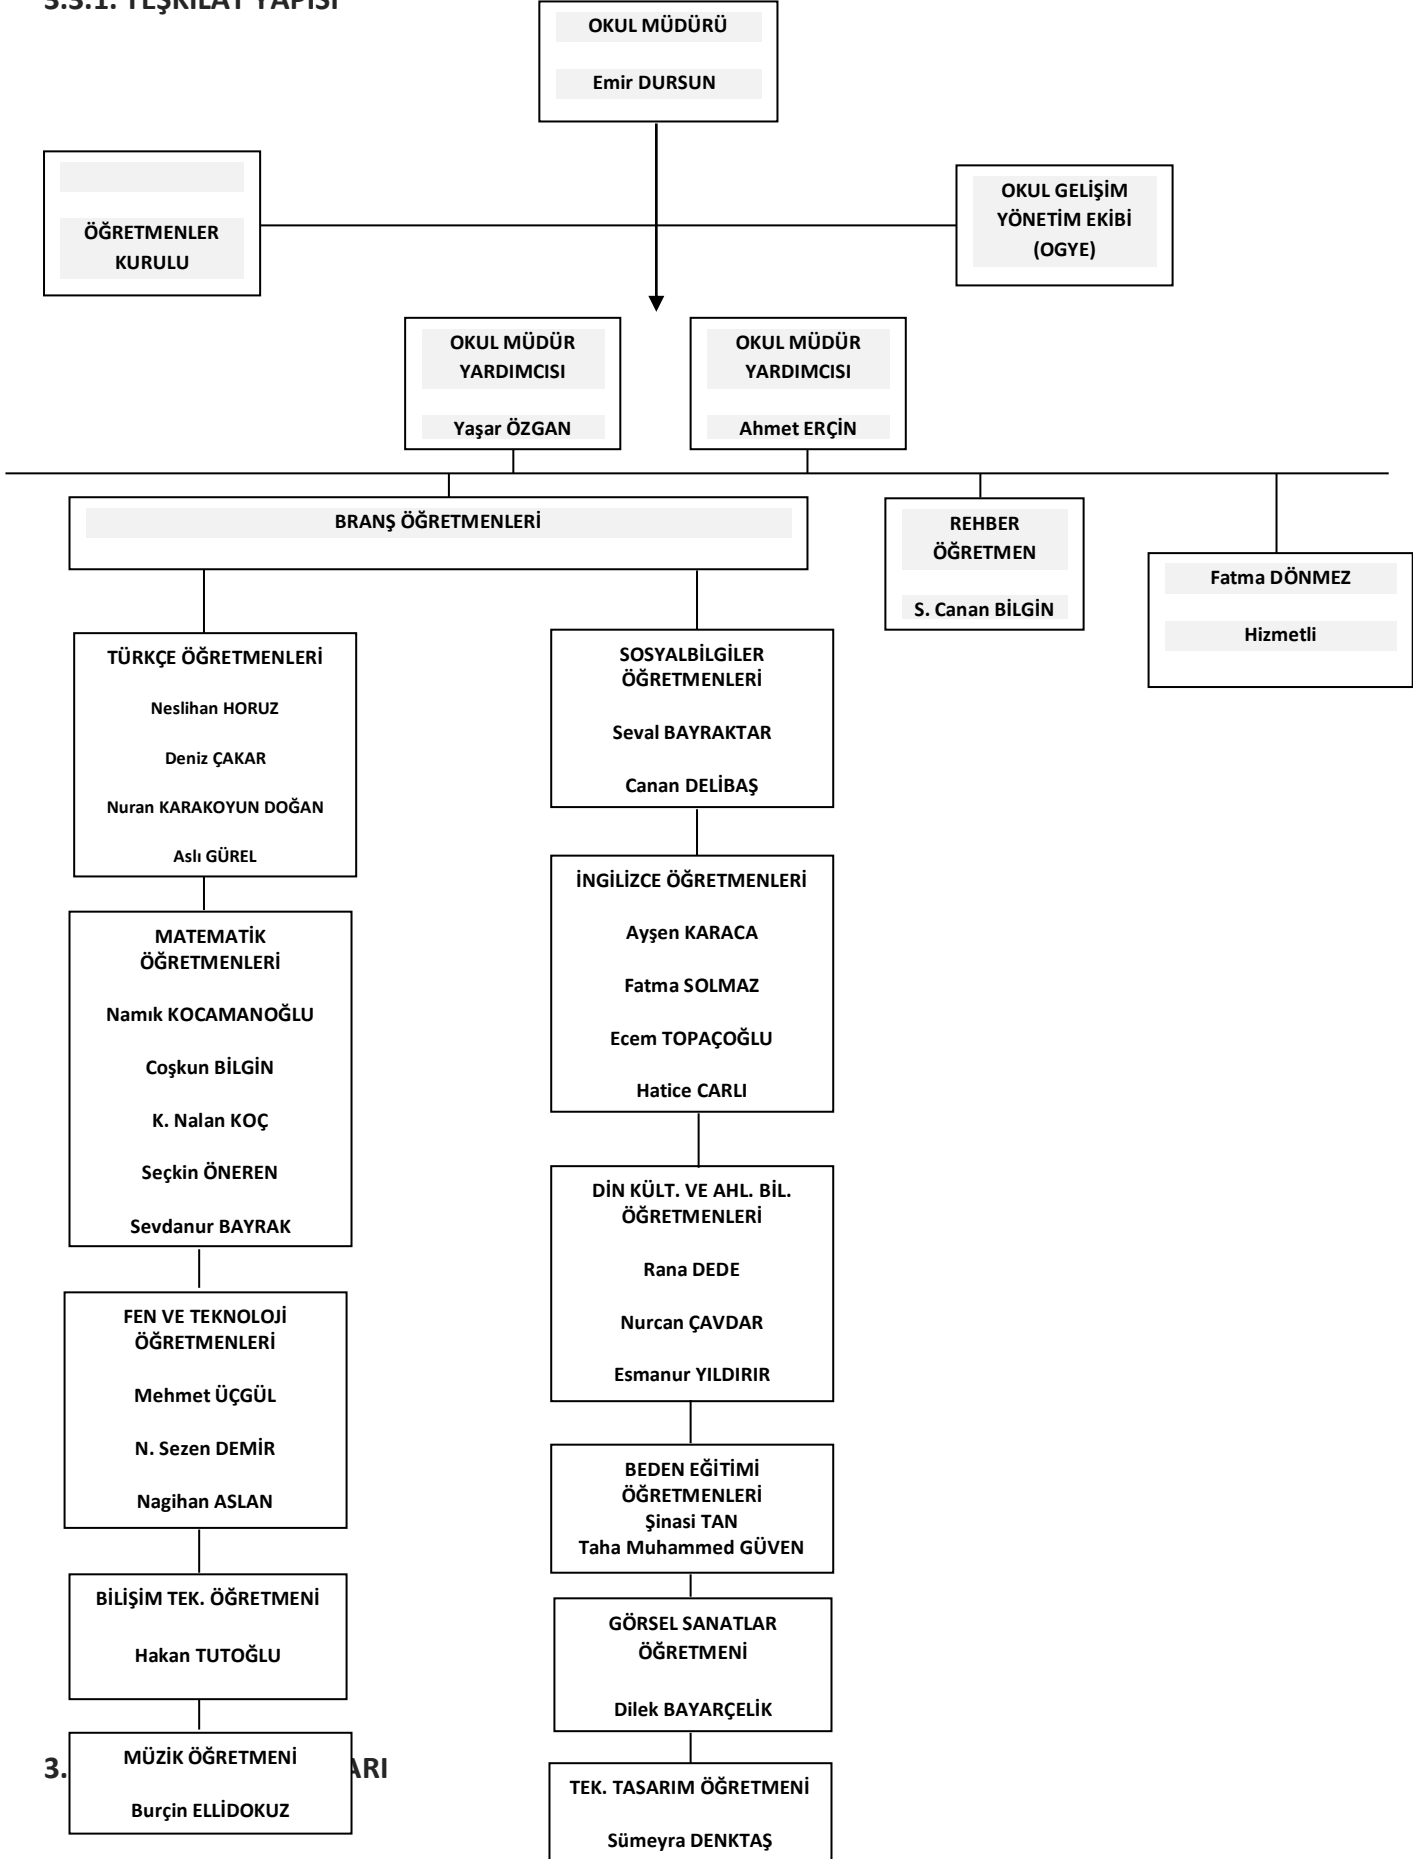 3.3.1. TEŞKİLAT YAPISI
OKUL MÜDÜRÜ
Emir DURSUN
ÖĞRETMENLER
KURULU
OKUL GELİŞİM
YÖNETİM EKİBİ
(OGYE)
OKUL MÜDÜR
YARDIMCISI
Yaşar ÖZGAN
OKUL MÜDÜR
YARDIMCISI
Ahmet ERÇİN
BRANŞ ÖĞRETMENLERİ
REHBER
ÖĞRETMEN
S. Canan BİLGİN
Fatma DÖNMEZ
Hizmetli
TÜRKÇE ÖĞRETMENLERİ
Neslihan HORUZ
Deniz ÇAKAR
Nuran KARAKOYUN DOĞAN
Aslı GÜREL
MATEMATİK
ÖĞRETMENLERİ
Namık KOCAMANOĞLU
Coşkun BİLGİN
K. Nalan KOÇ
Seçkin ÖNEREN
Sevdanur BAYRAK
FEN VE TEKNOLOJİ
ÖĞRETMENLERİ
Mehmet ÜÇGÜL
N. Sezen DEMİR
Nagihan ASLAN
BİLİŞİM TEK. ÖĞRETMENİ
Hakan TUTOĞLU
MÜZİK ÖĞRETMENİ
Burçin ELLİDOKUZ
SOSYALBİLGİLER
ÖĞRETMENLERİ
Seval BAYRAKTAR
Canan DELİBAŞ
İNGİLİZCE ÖĞRETMENLERİ
Ayşen KARACA
Fatma SOLMAZ
Ecem TOPAÇOĞLU
Hatice CARLI
DİN KÜLT. VE AHL. BİL.
ÖĞRETMENLERİ
Rana DEDE
Nurcan ÇAVDAR
Esmanur YILDIRIR
BEDEN EĞİTİMİ
ÖĞRETMENLERİ
Şinasi TAN
Taha Muhammed GÜVEN
GÖRSEL SANATLAR
ÖĞRETMENİ
Dilek BAYARÇELİK
TEK. TASARIM ÖĞRETMENİ
Sümeyra DENKTAŞ
3.